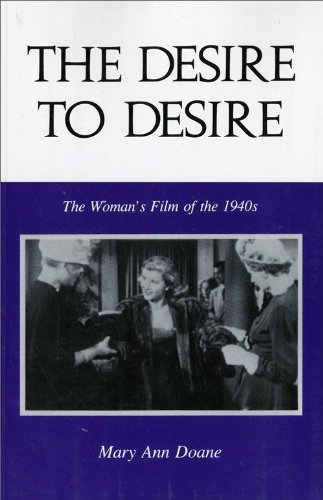 THE DESIRE
TO DESIRE
The Woman's Film of the 1940s
Mary Ann Doane